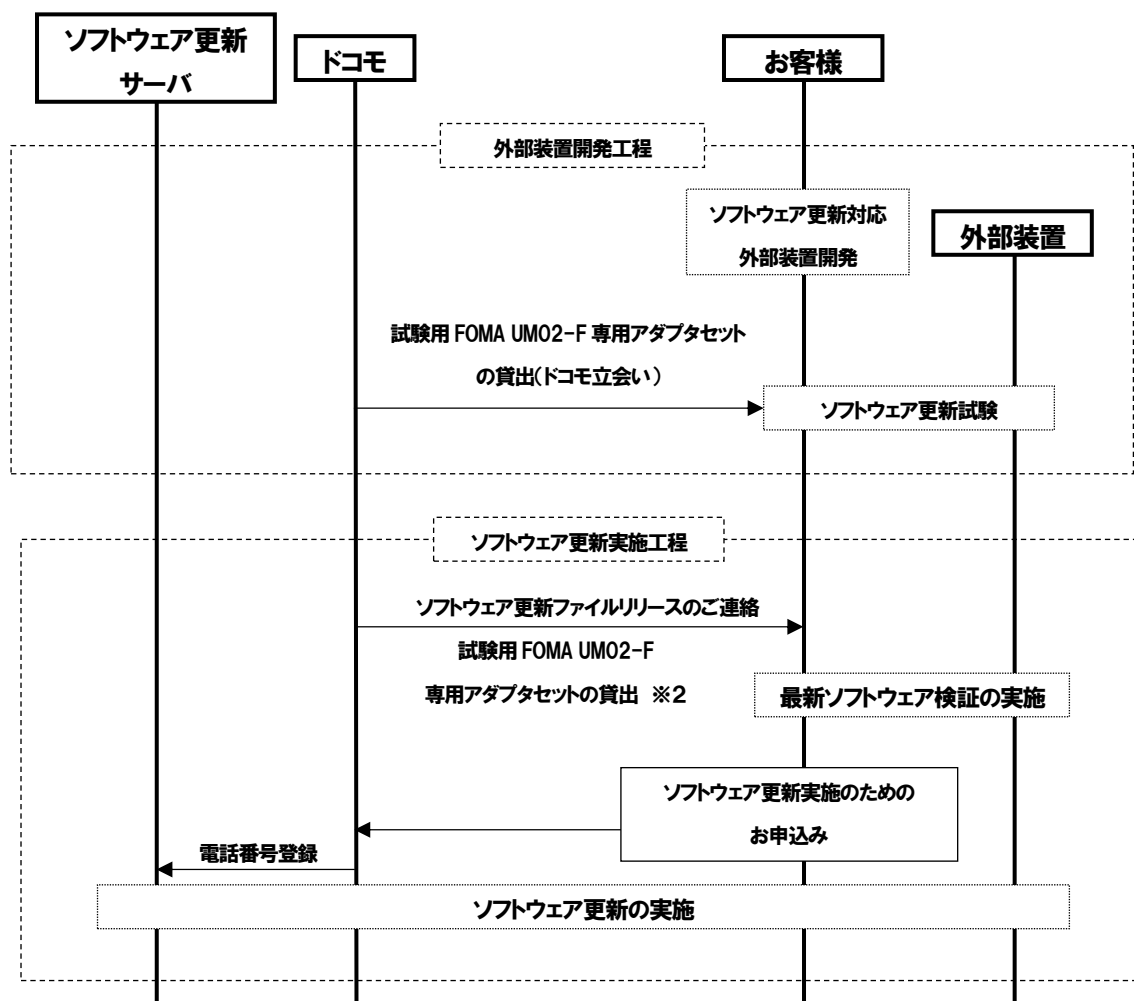 ソフトウェア更新
サーバ
ドコモ
お客様
外部装置開発工程
ソフトウェア更新対応
外部装置開発
外部装置
試験用 FOMA UM02-F 専用アダプタセット
の貸出(ドコモ立会い)
ソフトウェア更新試験
ソフトウェア更新実施工程
ソフトウェア更新ファイルリリースのご連絡
試験用 FOMA UM02-F
専用アダプタセットの貸出 ※2
最新ソフトウェア検証の実施
ソフトウェア更新実施のための
お申込み
電話番号登録
ソフトウェア更新の実施